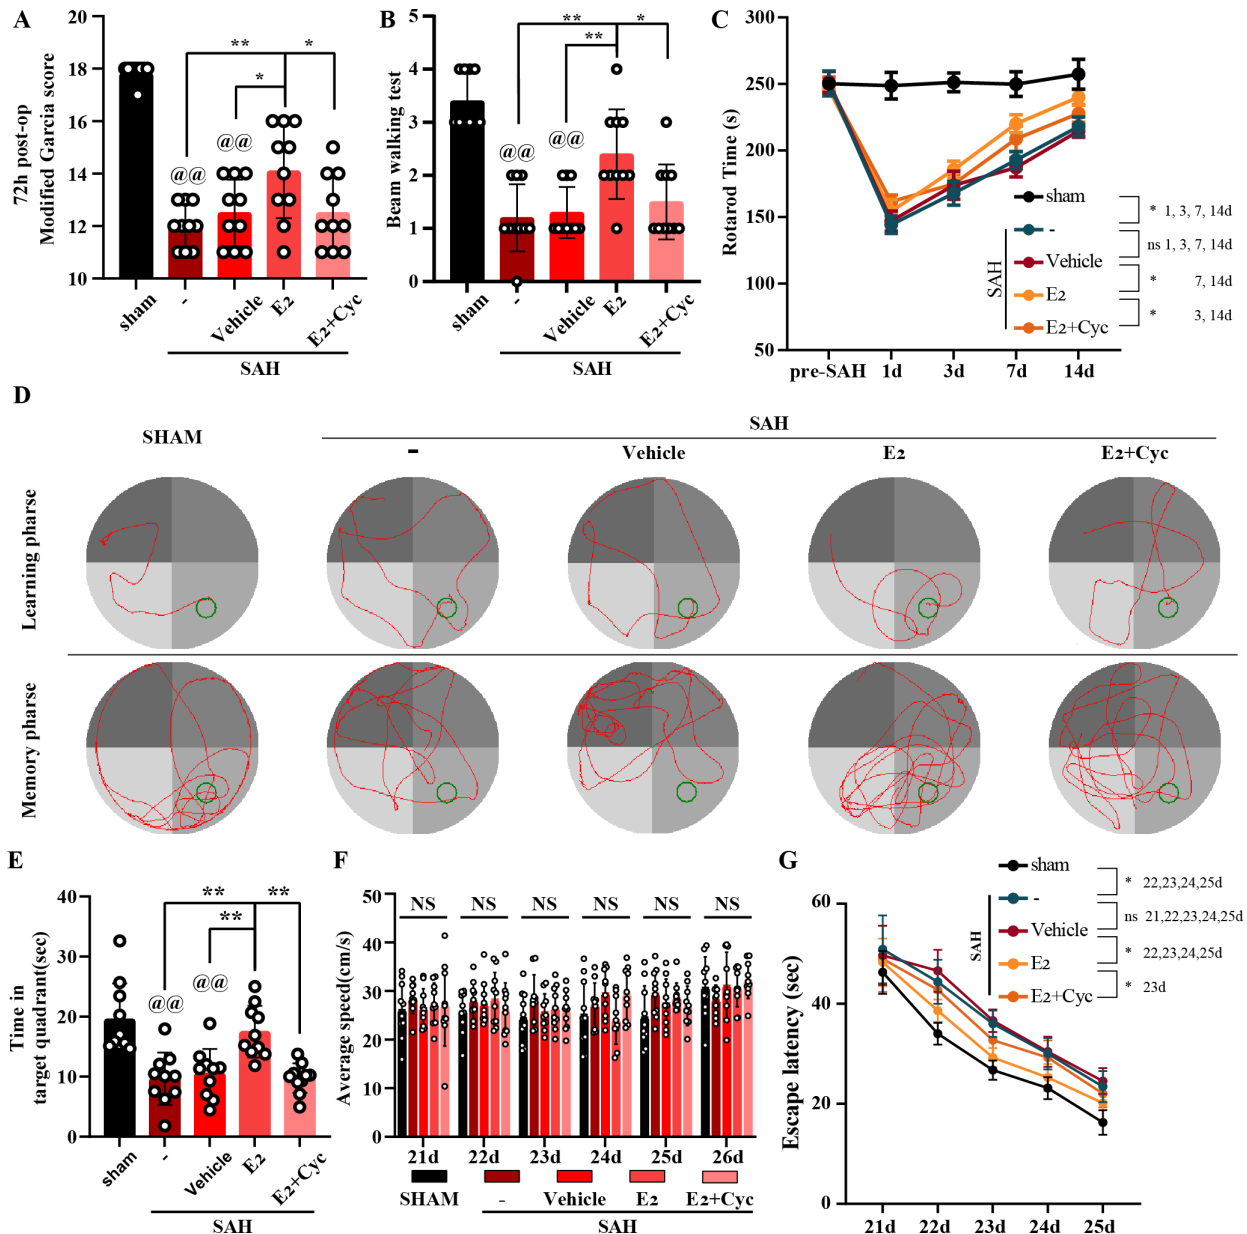 A
72h post-op
Modified Garcia score
20
18
16
14
12
10
**
*
*
@@
@@
sham
-
Vehicle
E2
E2+Cyc
SAH
B
Beam walking test
5
4
3
2
1
0
**
*
**
@@
@@
sham
-
Vehicle
E2
E2+Cyc
SAH
C
Rotarod Time (s)
300
250
200
150
100
50
pre-SAH
1d
3d
7d
14d
sham
-
Vehicle
E2
E2+Cyc
SAH
* 1, 3, 7, 14d
ns 1, 3, 7, 14d
* 7, 14d
* 3, 14d
D
SHAM
SAH
-
Vehicle
E2
E2+Cyc
Learning pharse
Memory pharse
E
Time in
target quadrant(sec)
40
30
20
10
0
**
**
**
@@
@@
sham
-
Vehicle
E2
E2+Cyc
SAH
F
Average speed(cm/s)
50
40
30
20
10
0
NS
NS
NS
NS
NS
NS
21d
22d
23d
24d
25d
26d
SHAM
-
Vehicle
E2
E2+Cyc
SAH
G
Escape latency (sec)
60
40
20
0
21d
22d
23d
24d
25d
sham
-
Vehicle
E2
E2+Cyc
SAH
* 22,23,24,25d
ns 21,22,23,24,25d
* 22,23,24,25d
* 23d